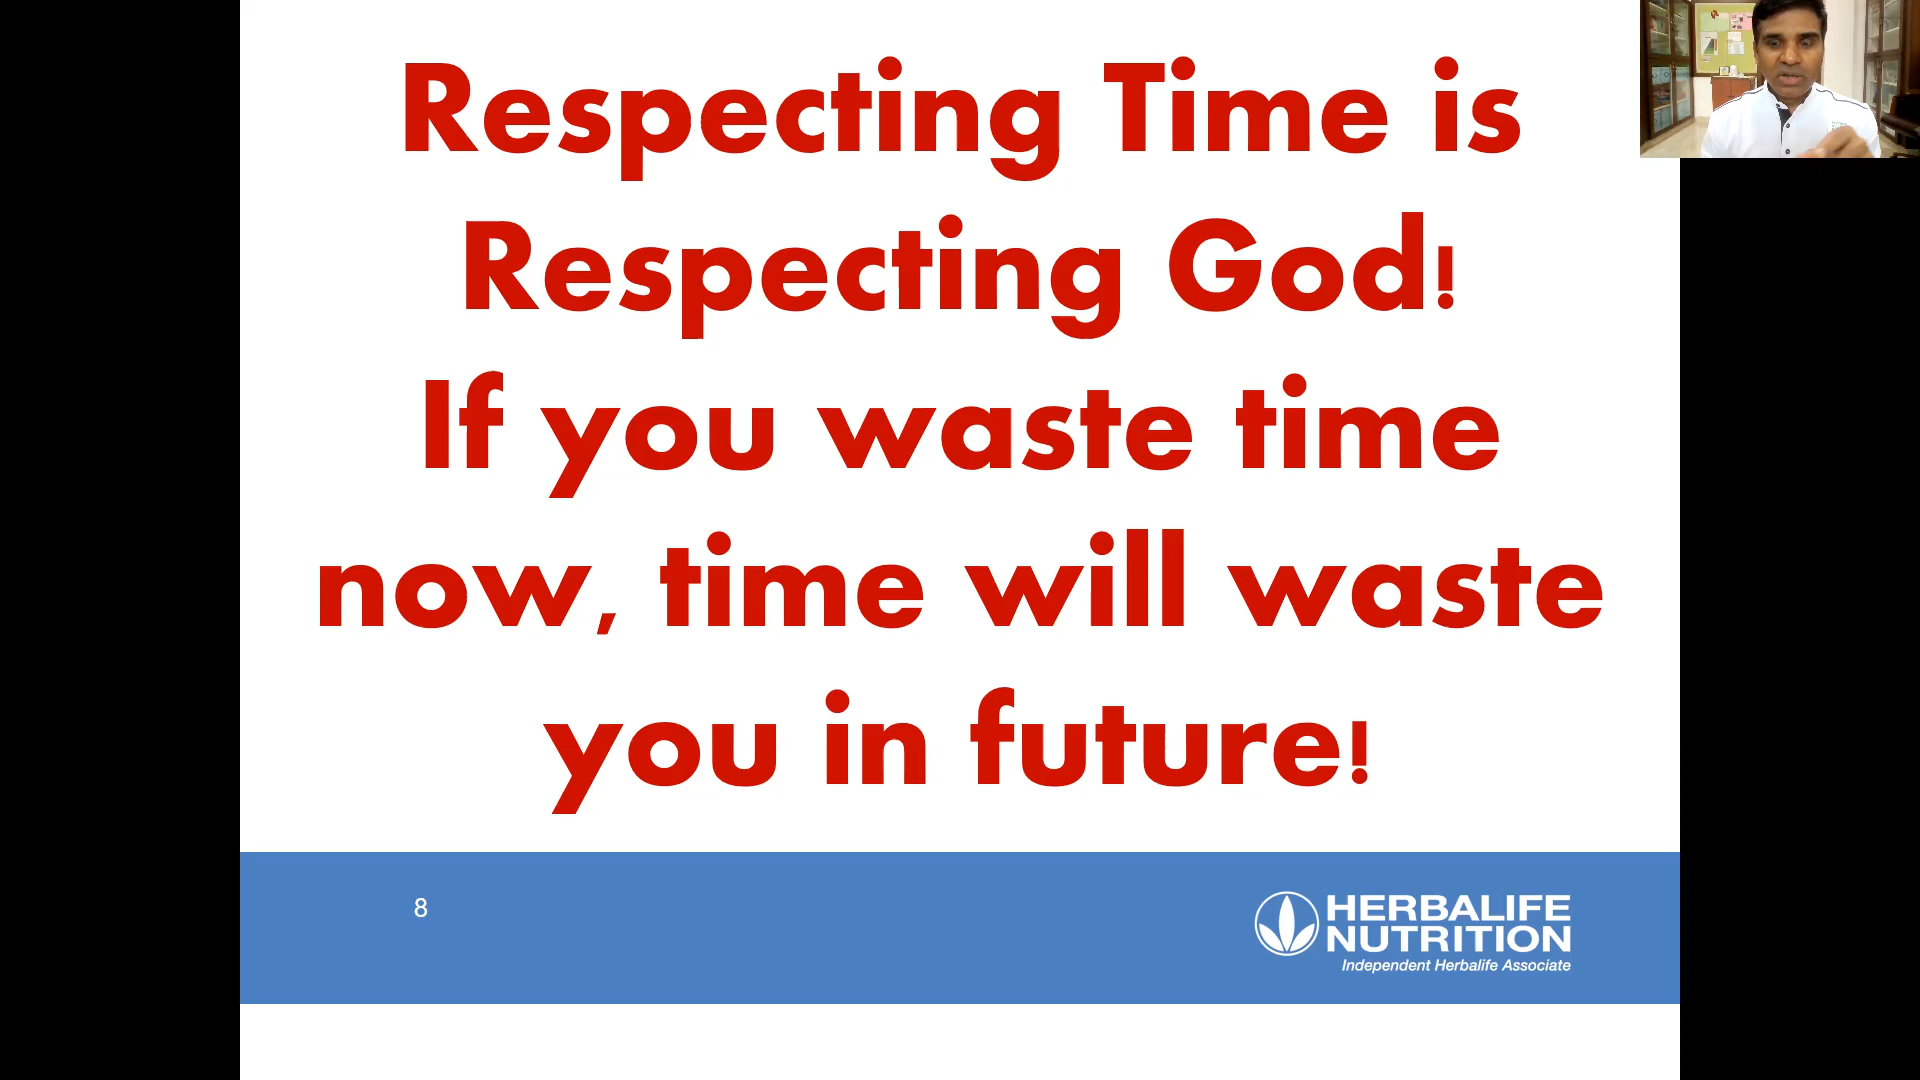 Respecting Time is
Respecting God!
If you waste time
now, time will waste
you in future!
8
HERBALIFE
NUTRITION
Independent Herbalife Associate